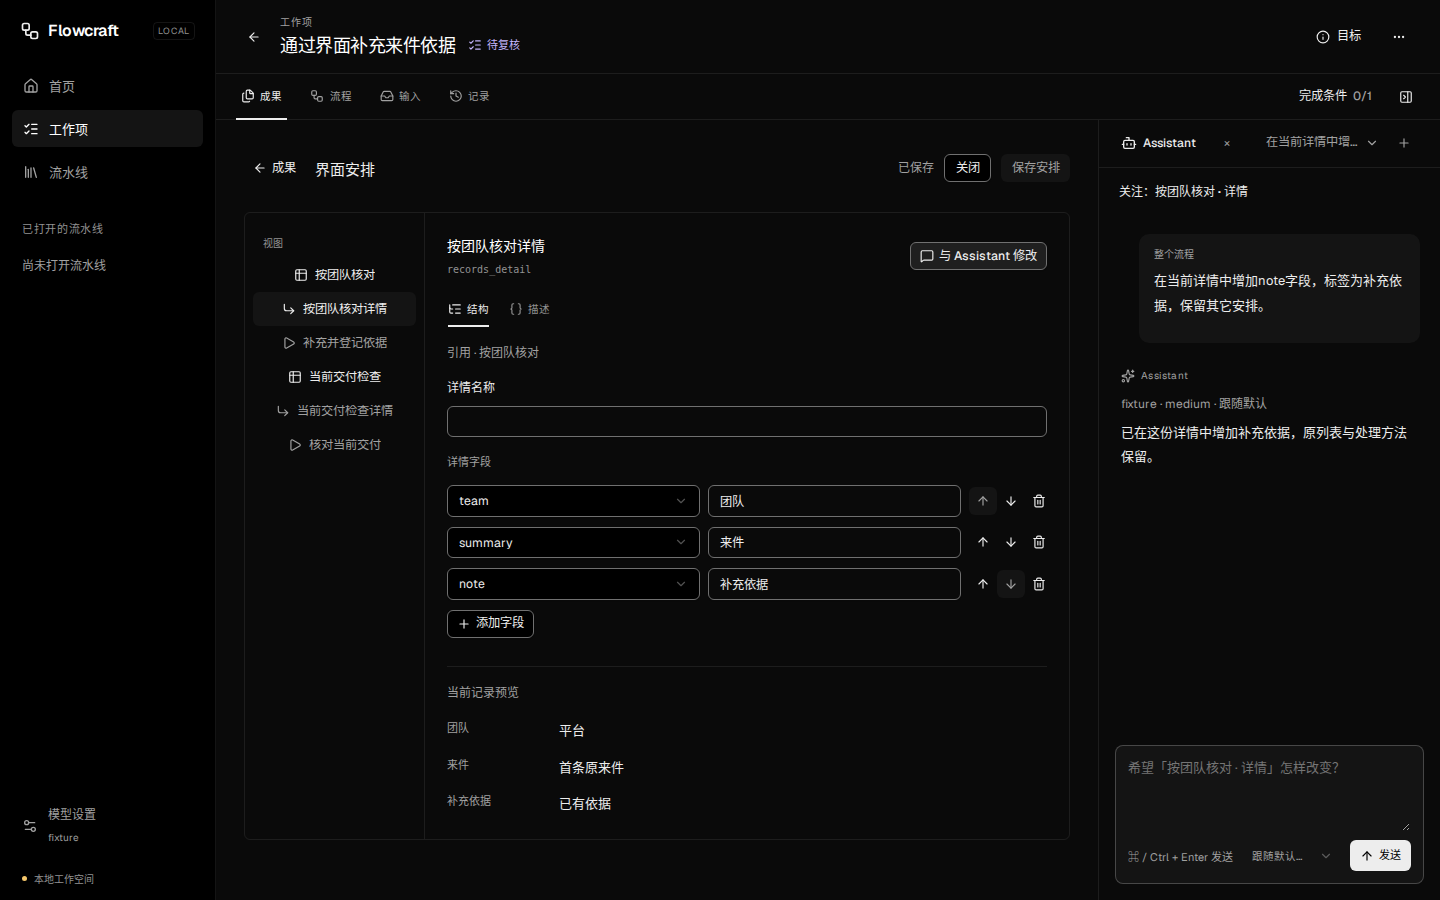 Flowcraft LOCAL
首页
工作项
流水线
已打开的流水线
尚未打开流水线
模型设置
fixture
本地工作空间
工作项
通过界面补充来件依据 待复核
目标
成果 流程 输入 记录
完成条件 0/1
成果 界面安排
已保存 关闭 保存安排
视图
按团队核对
按团队核对详情
补充并登记依据
当前交付检查
当前交付检查详情
核对当前交付
按团队核对详情
records_detail
与 Assistant 修改
结构 描述
引用 · 按团队核对
详情名称
详情字段
team 团队
summary 来件
note 补充依据
添加字段
当前记录预览
团队 平台
来件 首条原来件
补充依据 已有依据
Assistant × 在当前详情中增...
关注：按团队核对 · 详情
整个流程
在当前详情中增加note字段，标签为补充依
据，保留其它安排。
Assistant
fixture · medium · 跟随默认
已在这份详情中增加补充依据，原列表与处理方法
保留。
希望「按团队核对 · 详情」怎样改变？
⌘ / Ctrl + Enter 发送 跟随默认... 发送